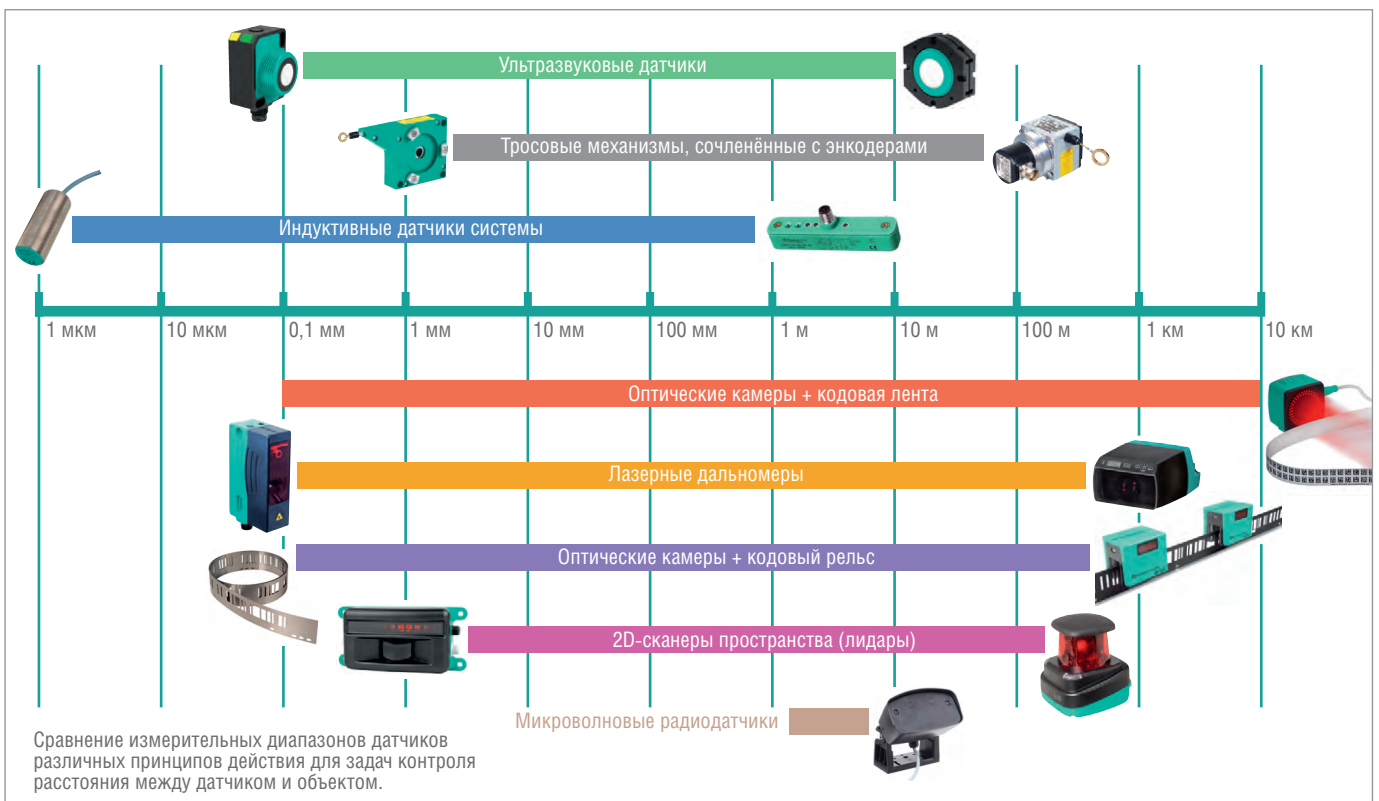 Ультразвуковые датчики
Тросовые механизмы, сочленённые с энкодерами
Индуктивные датчики системы
1 мкм
10 мкм
0,1 мм
1 мм
10 мм
100 мм
1 м
10 м
100 м
1 км
10 км
Оптические камеры + кодовая лента
Лазерные дальномеры
Оптические камеры + кодовый рельс
2D-сканеры пространства (лидары)
Микроволновые радиодатчики
Сравнение измерительных диапазонов датчиков
различных принципов действия для задач контроля
расстояния между датчиком и объектом.